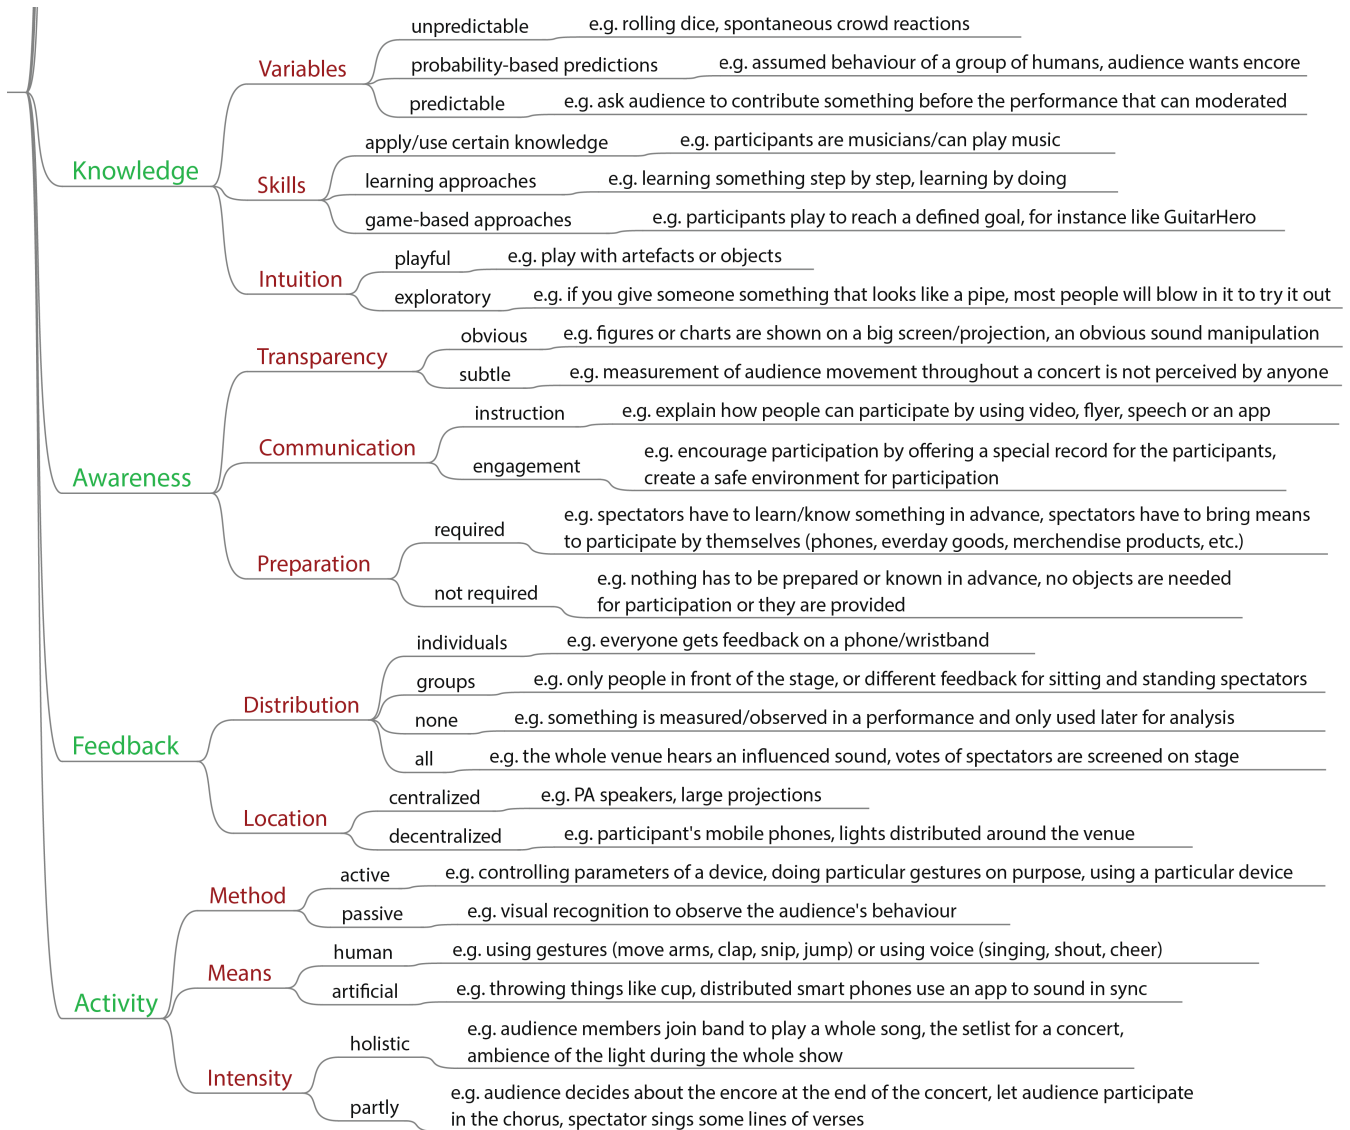 unpredictable e.g. rolling dice, spontaneous crowd reactions
Variables
probability-based predictions e.g. assumed behaviour of a group of humans, audience wants encore
predictable e.g. ask audience to contribute something before the performance that can moderated
apply/use certain knowledge e.g. participants are musicians/can play music
Knowledge
Skills
learning approaches e.g. learning something step by step, learning by doing
game-based approaches e.g. participants play to reach a defined goal, for instance like GuitarHero
playful e.g. play with artefacts or objects
Intuition
exploratory e.g. if you give someone something that looks like a pipe, most people will blow in it to try it out
obvious e.g. figures or charts are shown on a big screen/projection, an obvious sound manipulation
Transparency
subtle e.g. measurement of audience movement throughout a concert is not perceived by anyone
instruction e.g. explain how people can participate by using video, flyer, speech or an app
Communication
engagement e.g. encourage participation by offering a special record for the participants,
create a safe environment for participation
Awareness
required e.g. spectators have to learn/know something in advance, spectators have to bring means
to participate by themselves (phones, everday goods, merchendise products, etc.)
Preparation
not required e.g. nothing has to be prepared or known in advance, no objects are needed
for participation or they are provided
individuals e.g. everyone gets feedback on a phone/wristband
groups e.g. only people in front of the stage, or different feedback for sitting and standing spectators
Distribution
none e.g. something is measured/observed in a performance and only used later for analysis
Feedback
all e.g. the whole venue hears an influenced sound, votes of spectators are screened on stage
centralized e.g. PA speakers, large projections
Location
decentralized e.g. participant's mobile phones, lights distributed around the venue
active e.g. controlling parameters of a device, doing particular gestures on purpose, using a particular device
Method
passive e.g. visual recognition to observe the audience's behaviour
human e.g. using gestures (move arms, clap, snip, jump) or using voice (singing, shout, cheer)
Means
artificial e.g. throwing things like cup, distributed smart phones use an app to sound in sync
Activity
holistic e.g. audience members join band to play a whole song, the setlist for a concert,
ambience of the light during the whole show
Intensity
partly e.g. audience decides about the encore at the end of the concert, let audience participate
in the chorus, spectator sings some lines of verses